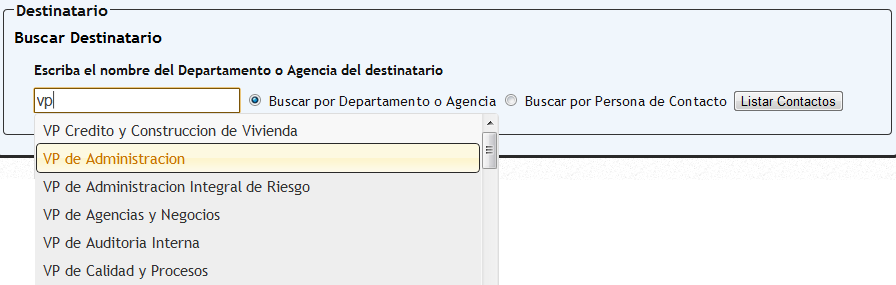 Destinatario
Buscar Destinatario
Escriba el nombre del Departamento o Agencia del destinatario
vp Buscar por Departamento o Agencia Buscar por Persona de Contacto Listar Contactos
VP Credito y Construccion de Vivienda
VP de Administracion
VP de Administracion Integral de Riesgo
VP de Agencias y Negocios
VP de Auditoria Interna
VP de Calidad y Procesos